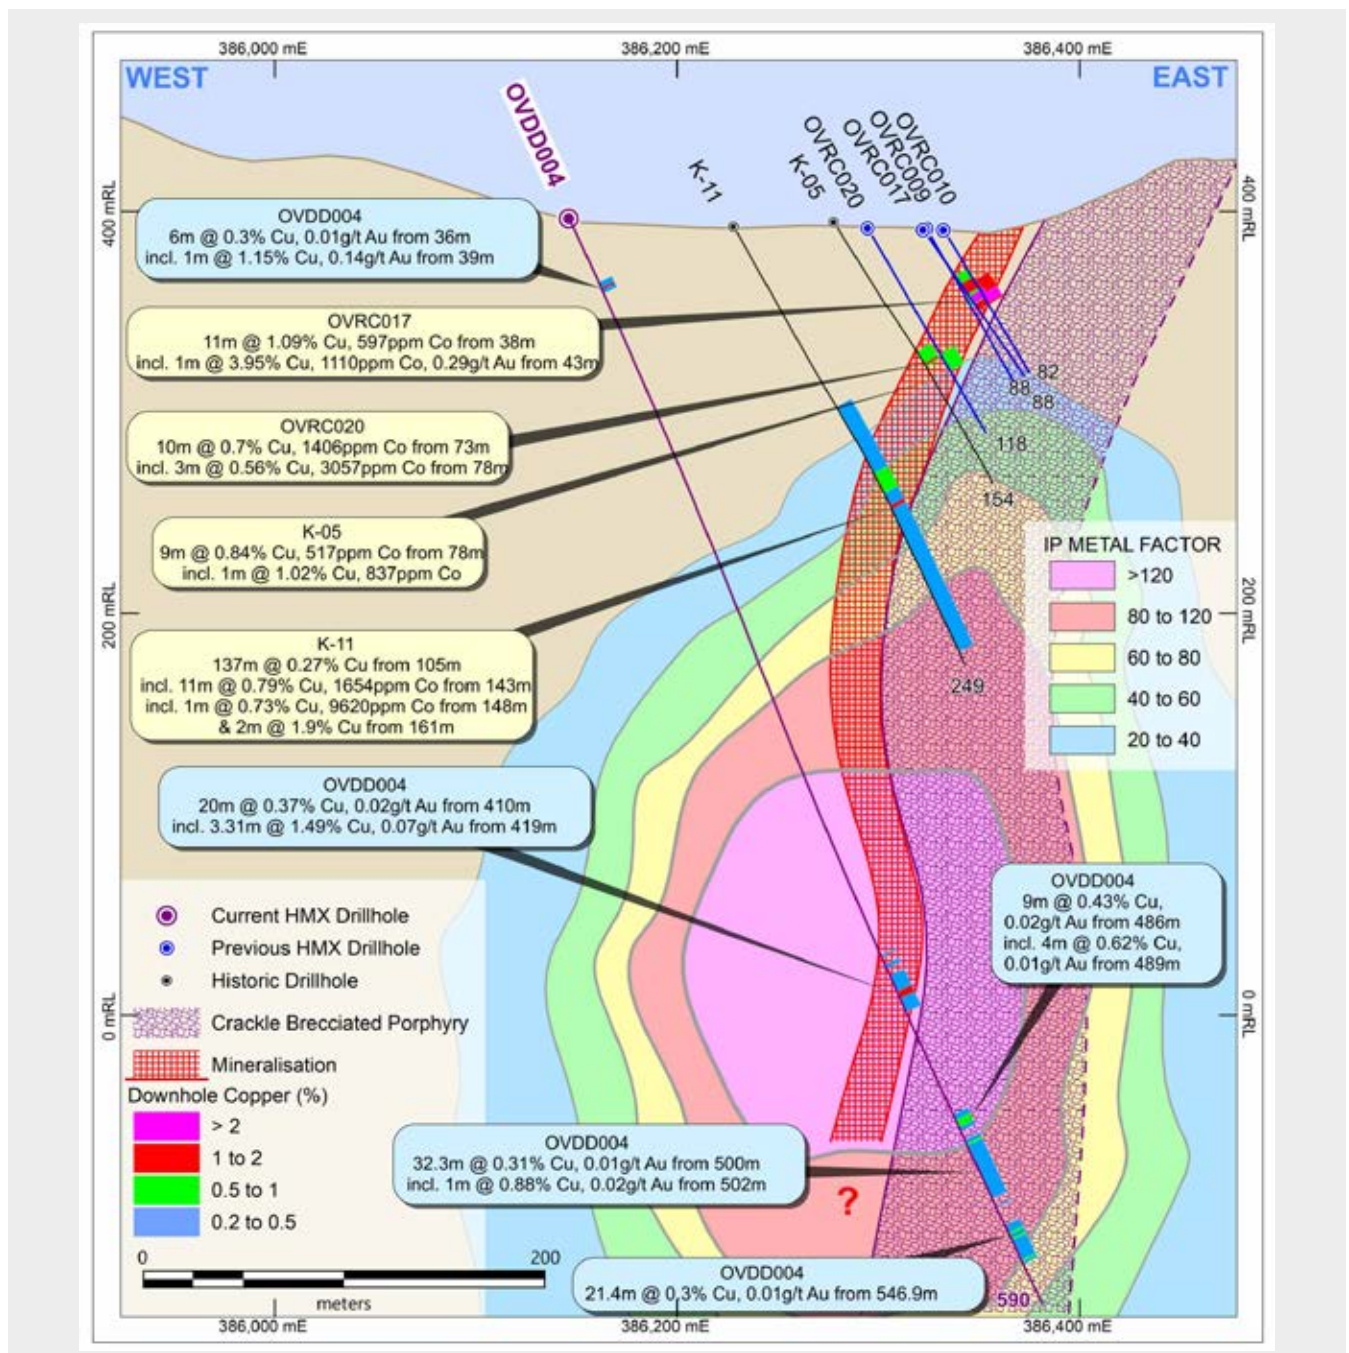 386,000 mE
386,200 mE
386,400 mE
WEST
EAST
OVDD004
K-11
K-05
OVRC020
OVRC017
OVRC009
OVRC010
400 mRL
400 mRL
OVDD004
6m @ 0.3% Cu, 0.01g/t Au from 36m
incl. 1m @ 1.15% Cu, 0.14g/t Au from 39m
OVRC017
11m @ 1.09% Cu, 597ppm Co from 38m
incl. 1m @ 3.95% Cu, 1110ppm Co, 0.29g/t Au from 43m
82
88
88
118
154
249
OVRC020
10m @ 0.7% Cu, 1406ppm Co from 73m
incl. 3m @ 0.56% Cu, 3057ppm Co from 78m
K-05
9m @ 0.84% Cu, 517ppm Co from 78m
incl. 1m @ 1.02% Cu, 837ppm Co
IP METAL FACTOR
>120
80 to 120
60 to 80
40 to 60
20 to 40
200 mRL
200 mRL
K-11
137m @ 0.27% Cu from 105m
incl. 11m @ 0.79% Cu, 1654ppm Co from 143m
incl. 1m @ 0.73% Cu, 9620ppm Co from 148m
& 2m @ 1.9% Cu from 161m
OVDD004
20m @ 0.37% Cu, 0.02g/t Au from 410m
incl. 3.31m @ 1.49% Cu, 0.07g/t Au from 419m
OVDD004
9m @ 0.43% Cu,
0.02g/t Au from 486m
incl. 4m @ 0.62% Cu,
0.01g/t Au from 489m
Current HMX Drillhole
Previous HMX Drillhole
Historic Drillhole
Crackle Brecciated Porphyry
Mineralisation
Downhole Copper (%)
> 2
1 to 2
0.5 to 1
0.2 to 0.5
0 mRL
0 mRL
OVDD004
32.3m @ 0.31% Cu, 0.01g/t Au from 500m
incl. 1m @ 0.88% Cu, 0.02g/t Au from 502m
?
OVDD004
21.4m @ 0.3% Cu, 0.01g/t Au from 546.9m
590
0
200
meters
386,000 mE
386,200 mE
386,400 mE